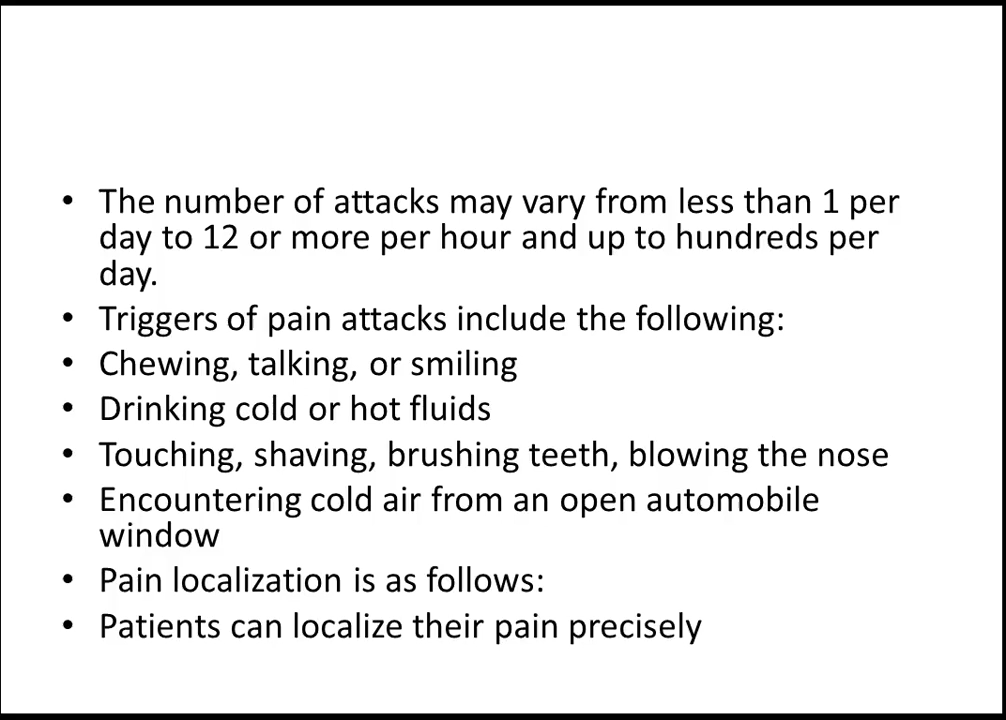 • The number of attacks may vary from less than 1 per
day to 12 or more per hour and up to hundreds per
day.
• Triggers of pain attacks include the following:
• Chewing, talking, or smiling
• Drinking cold or hot fluids
• Touching, shaving, brushing teeth, blowing the nose
• Encountering cold air from an open automobile
window
• Pain localization is as follows:
• Patients can localize their pain precisely